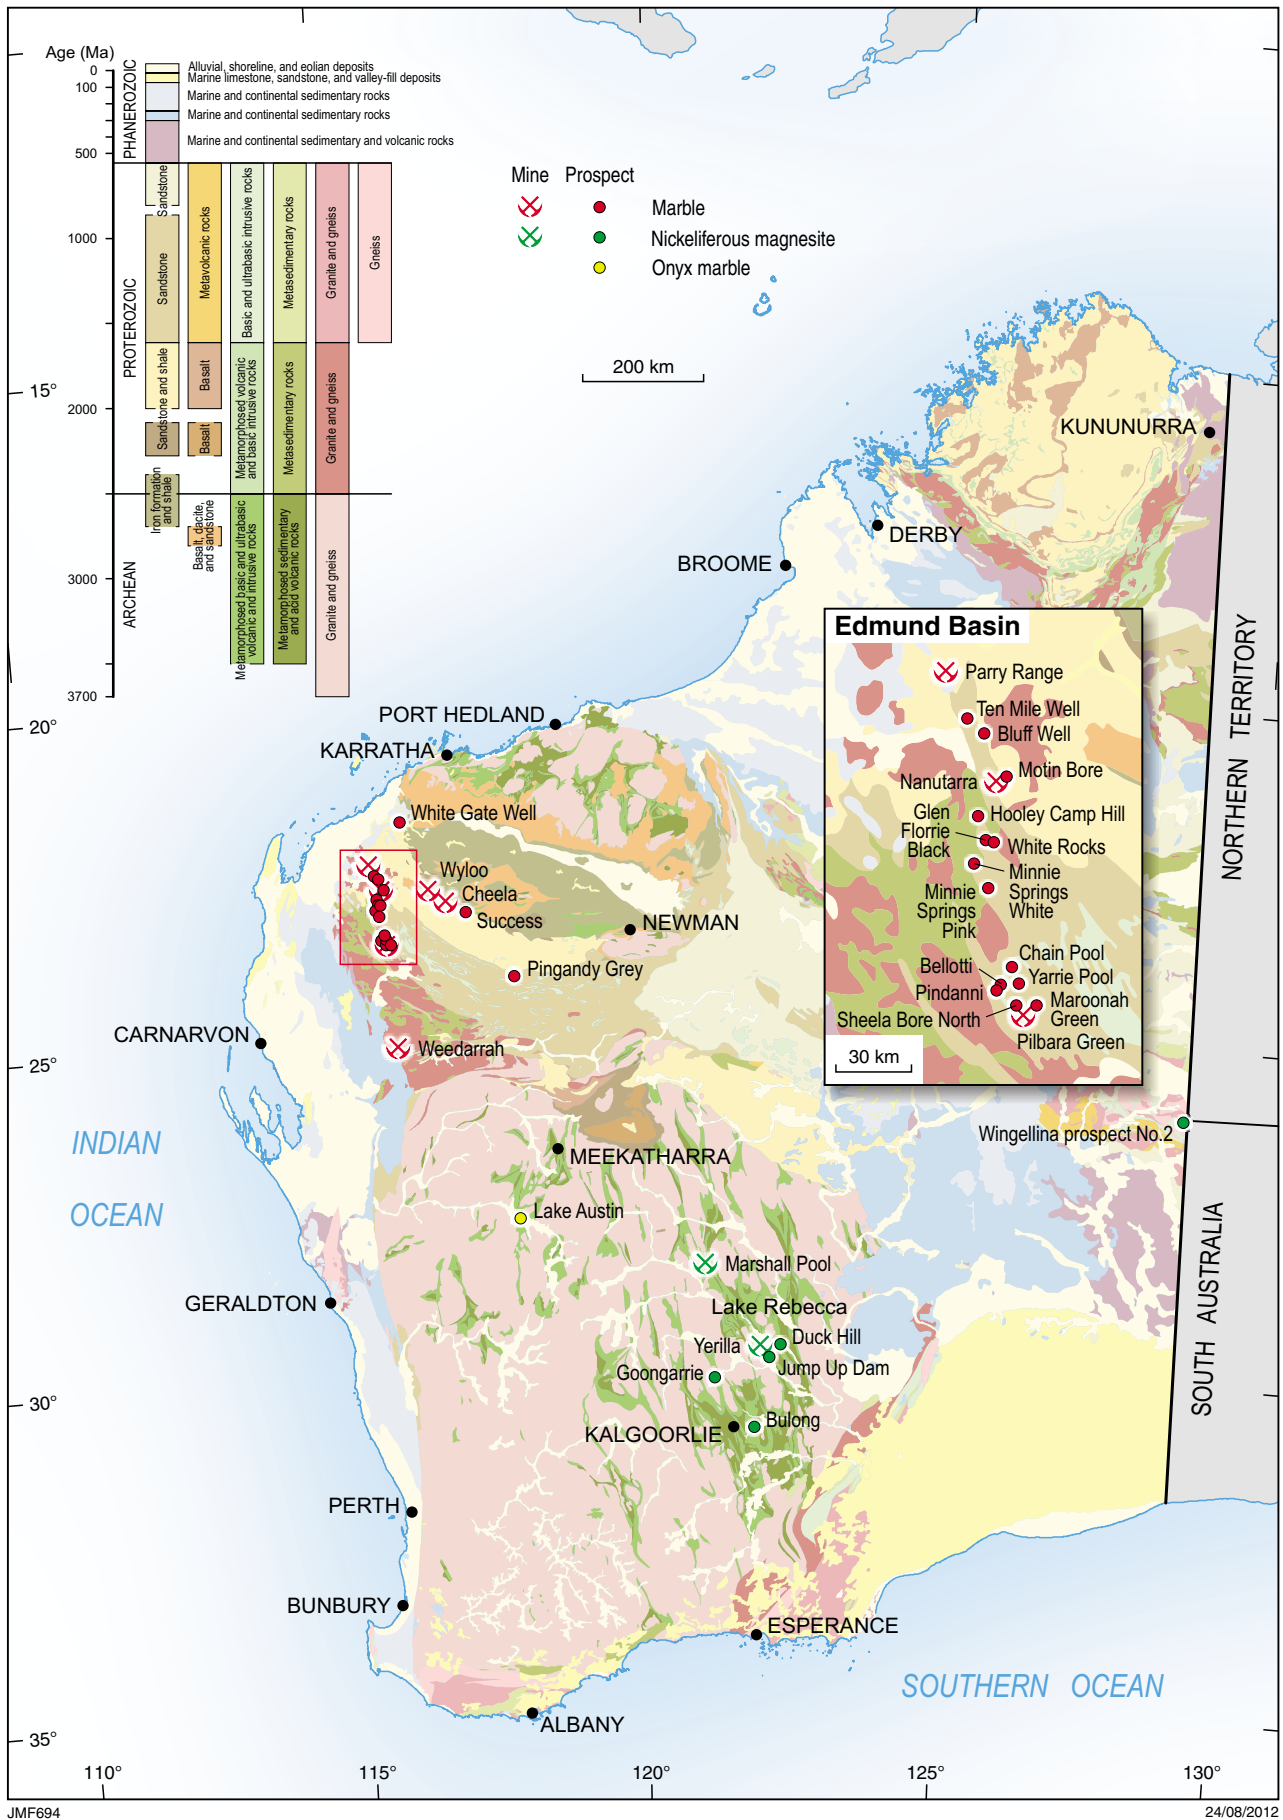 Age (Ma)
0
100
500
1000
2000
3000
3700
PHANEROZOIC
PROTEROZOIC
ARCHEAN
Alluvial, shoreline, and eolian deposits
Marine limestone, sandstone, and valley-fill deposits
Marine and continental sedimentary rocks
Marine and continental sedimentary rocks
Marine and continental sedimentary and volcanic rocks
Sandstone
Sandstone
Sandstone and shale
Sandstone and shale
Iron formation
and shale
Metavolcanic rocks
Basalt
Basalt
Basalt, dacite,
and sandstone
Basic and ultrabasic intrusive rocks
Metamorphosed volcanic
and basic intrusive rocks
Metamorphosed basic and ultrabasic
volcanic and intrusive rocks
Metasedimentary rocks
Metasedimentary rocks
Metamorphosed sedimentary
and acid volcanic rocks
Granite and gneiss
Granite and gneiss
Granite and gneiss
Gneiss
Mine Prospect
Marble
Nickeliferous magnesite
Onyx marble
200 km
15°
20°
25°
30°
35°
110°
115°
120°
125°
130°
KUNUNURRA
DERBY
BROOME
PORT HEDLAND
KARRATHA
White Gate Well
Wyloo
Cheela
Success
NEWMAN
Pingandy Grey
CARNARVON
Weedarrah
INDIAN
OCEAN
MEEKATHARRA
Lake Austin
Marshall Pool
Lake Rebecca
GERALDTON
Yerilla
Duck Hill
Jump Up Dam
Goongarrie
Bulong
KALGOORLIE
PERTH
BUNBURY
ESPERANCE
ALBANY
SOUTHERN OCEAN
NORTHERN TERRITORY
SOUTH AUSTRALIA
Wingellina prospect No.2
Edmund Basin
Parry Range
Ten Mile Well
Bluff Well
Motin Bore
Nanutarra
Glen
Florrie
Black
Hooley Camp Hill
White Rocks
Minnie
Springs
White
Minnie
Springs
Pink
Chain Pool
Bellotti
Yarrie Pool
Pindanni
Maroonah
Green
Sheela Bore North
Pilbara Green
30 km
JMF694
24/08/2012